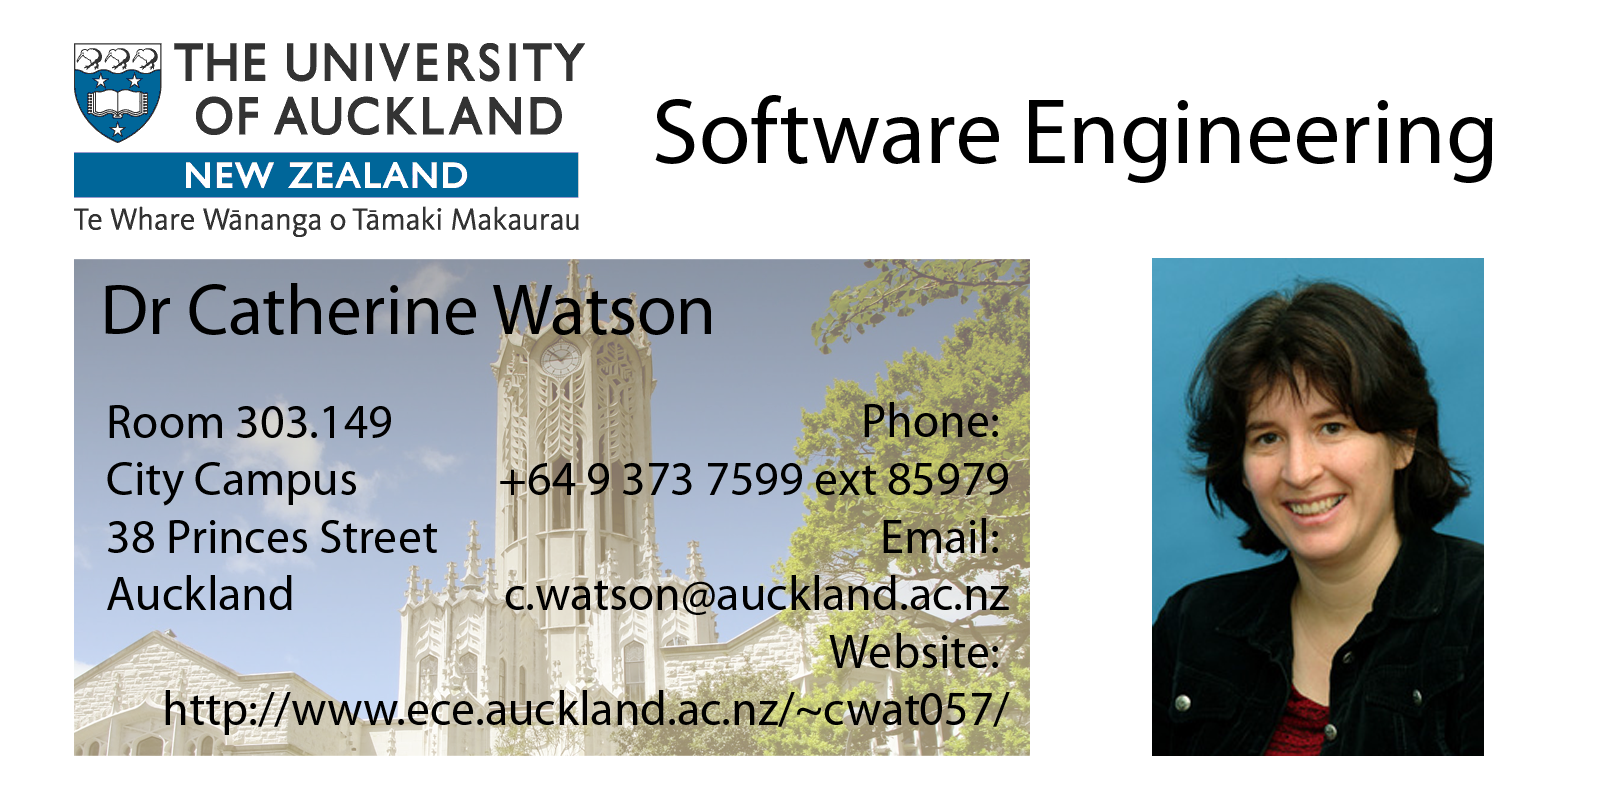 THE UNIVERSITY
OF AUCKLAND
NEW ZEALAND
Te Whare Wānanga o Tāmaki Makaurau
Software Engineering
Dr Catherine Watson
Room 303.149
City Campus
38 Princes Street
Auckland
Phone:
+64 9 373 7599 ext 85979
Email:
c.watson@auckland.ac.nz
Website:
http://www.ece.auckland.ac.nz/~cwat057/